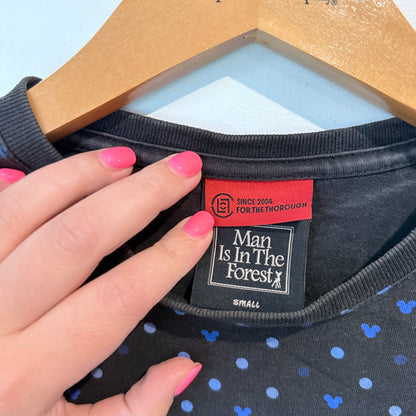 SINCE 2004
FOR THE THOROUGH
Man
Is In The
Forest
SMALL